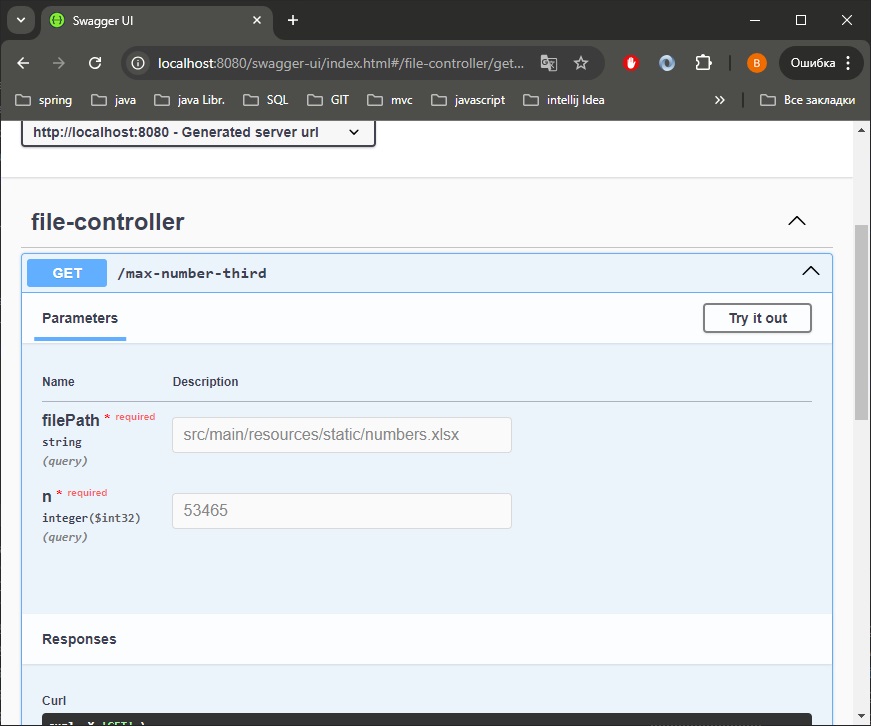 Swagger UI
localhost:8080/swagger-ui/index.html#/file-controller/get...
B
Ошибка
spring
java
java Libr.
SQL
GIT
mvc
javascript
intellij Idea
Все закладки
http://localhost:8080 - Generated server url
file-controller
GET /max-number-third
Parameters
Try it out
Name Description
filePath * required
string
(query)
src/main/resources/static/numbers.xlsx
n * required
integer($int32)
(query)
53465
Responses
Curl
curl -X 'GET' \